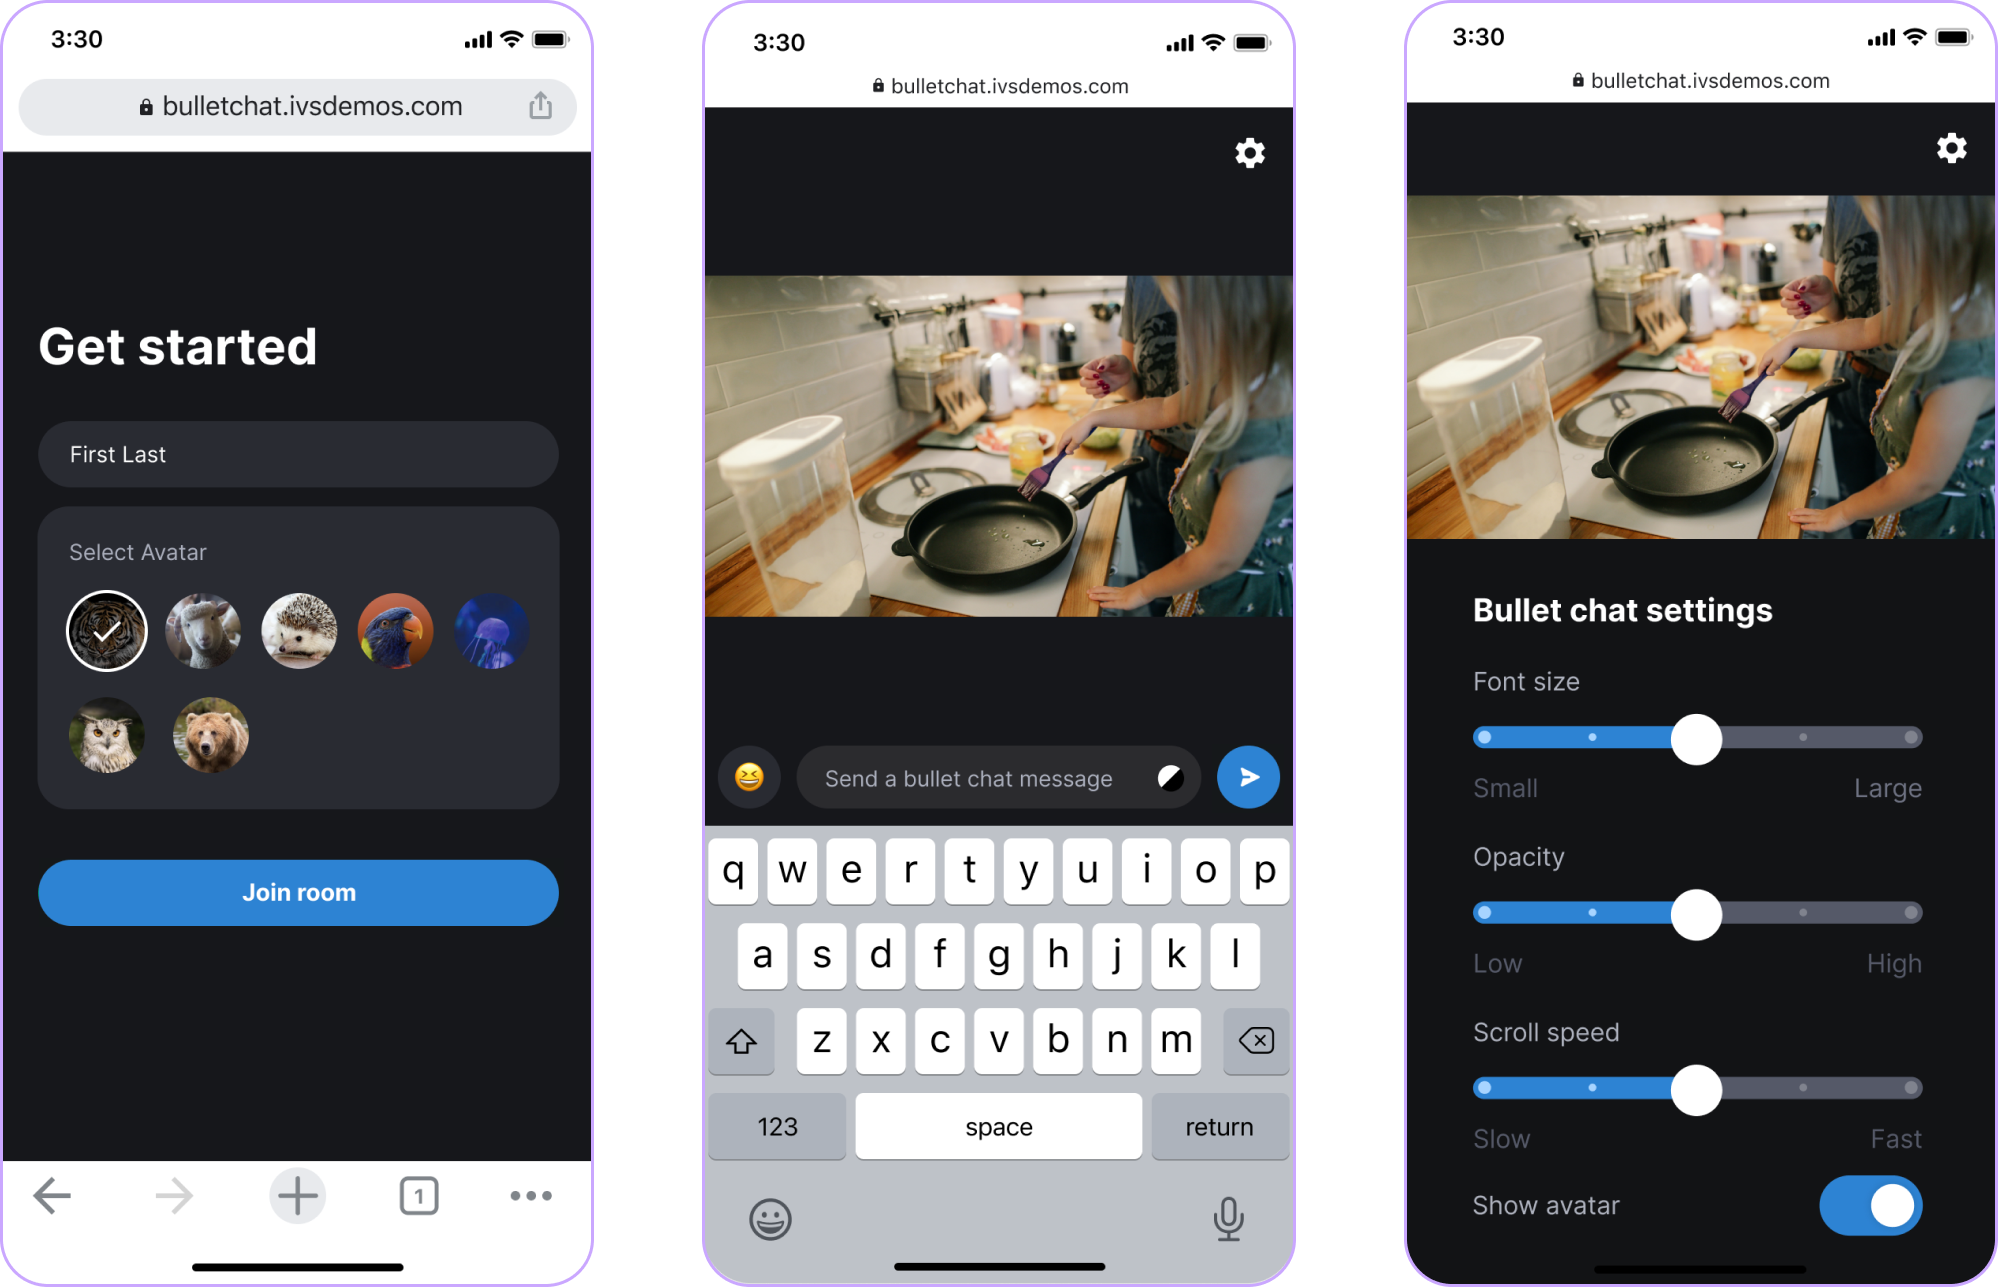 3:30
bulletchat.ivsdemos.com
Get started
First Last
Select Avatar
Join room
1
3:30
bulletchat.ivsdemos.com
Send a bullet chat message
q w e r t y u i o p
a s d f g h j k l
z x c v b n m
123 space return
3:30
bulletchat.ivsdemos.com
Bullet chat settings
Font size
Small Large
Opacity
Low High
Scroll speed
Slow Fast
Show avatar